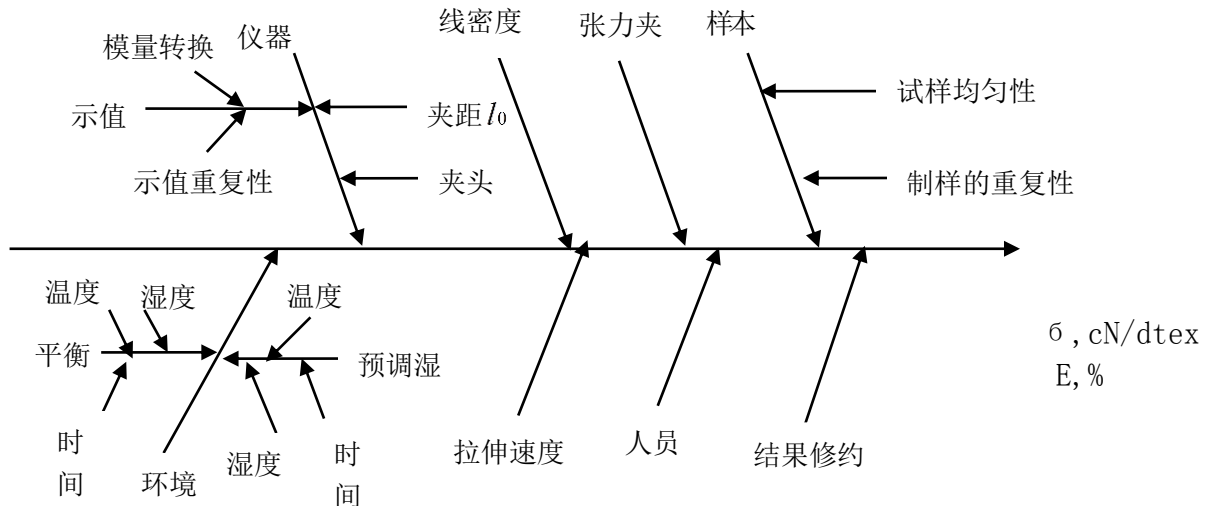 仪器
线密度
张力夹
样本
模量转换
试样均匀性
示值
夹距l0
示值重复性
夹头
制样的重复性
温度
湿度
温度
平衡
预调湿
б,cN/dtex
E,%
时
间
环境
湿度
时
间
拉伸速度
人员
结果修约